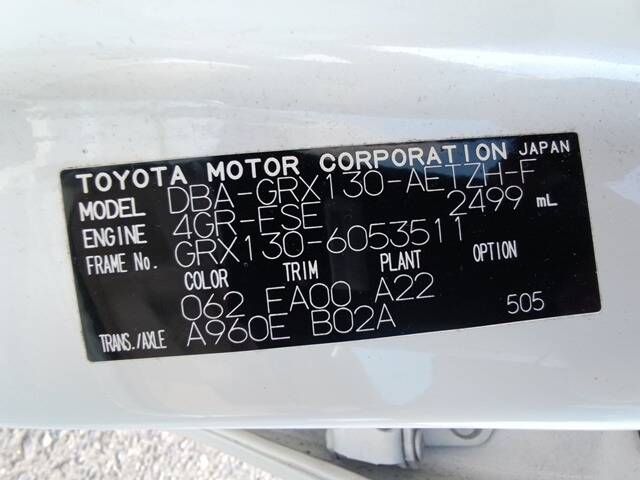 TOYOTA MOTOR CORPORATION JAPAN
MODEL DBA-GRX130-AETZH-F
ENGINE 4GR-FSE 2499 mL
FRAME No. GRX130-6053511
COLOR TRIM PLANT OPTION
062 FA00 A22
TRANS./AXLE A960E B02A 505